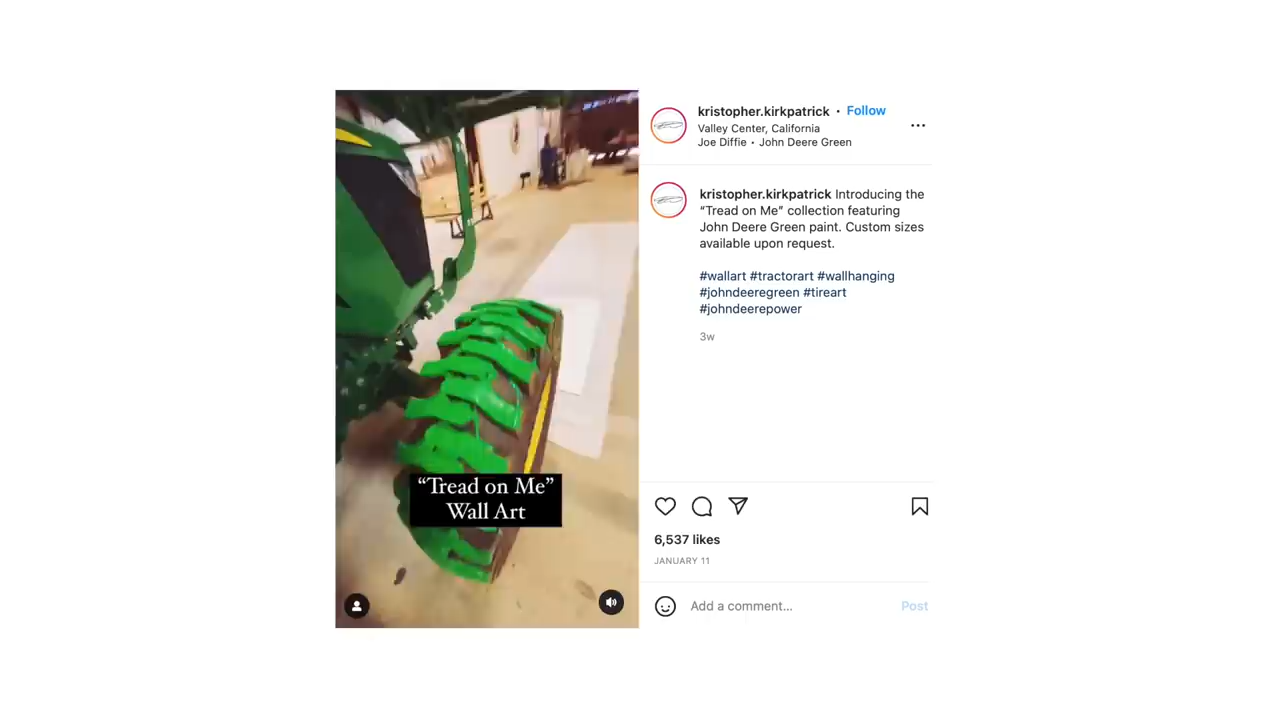 kristopher.kirkpatrick • Follow
Valley Center, California
Joe Diffie • John Deere Green
kristopher.kirkpatrick Introducing the
“Tread on Me” collection featuring
John Deere Green paint. Custom sizes
available upon request.
#wallart #tractorart #wallhanging
#johndeeregreen #tireart
#johndeerepower
3w
“Tread on Me”
Wall Art
6,537 likes
JANUARY 11
Add a comment... Post